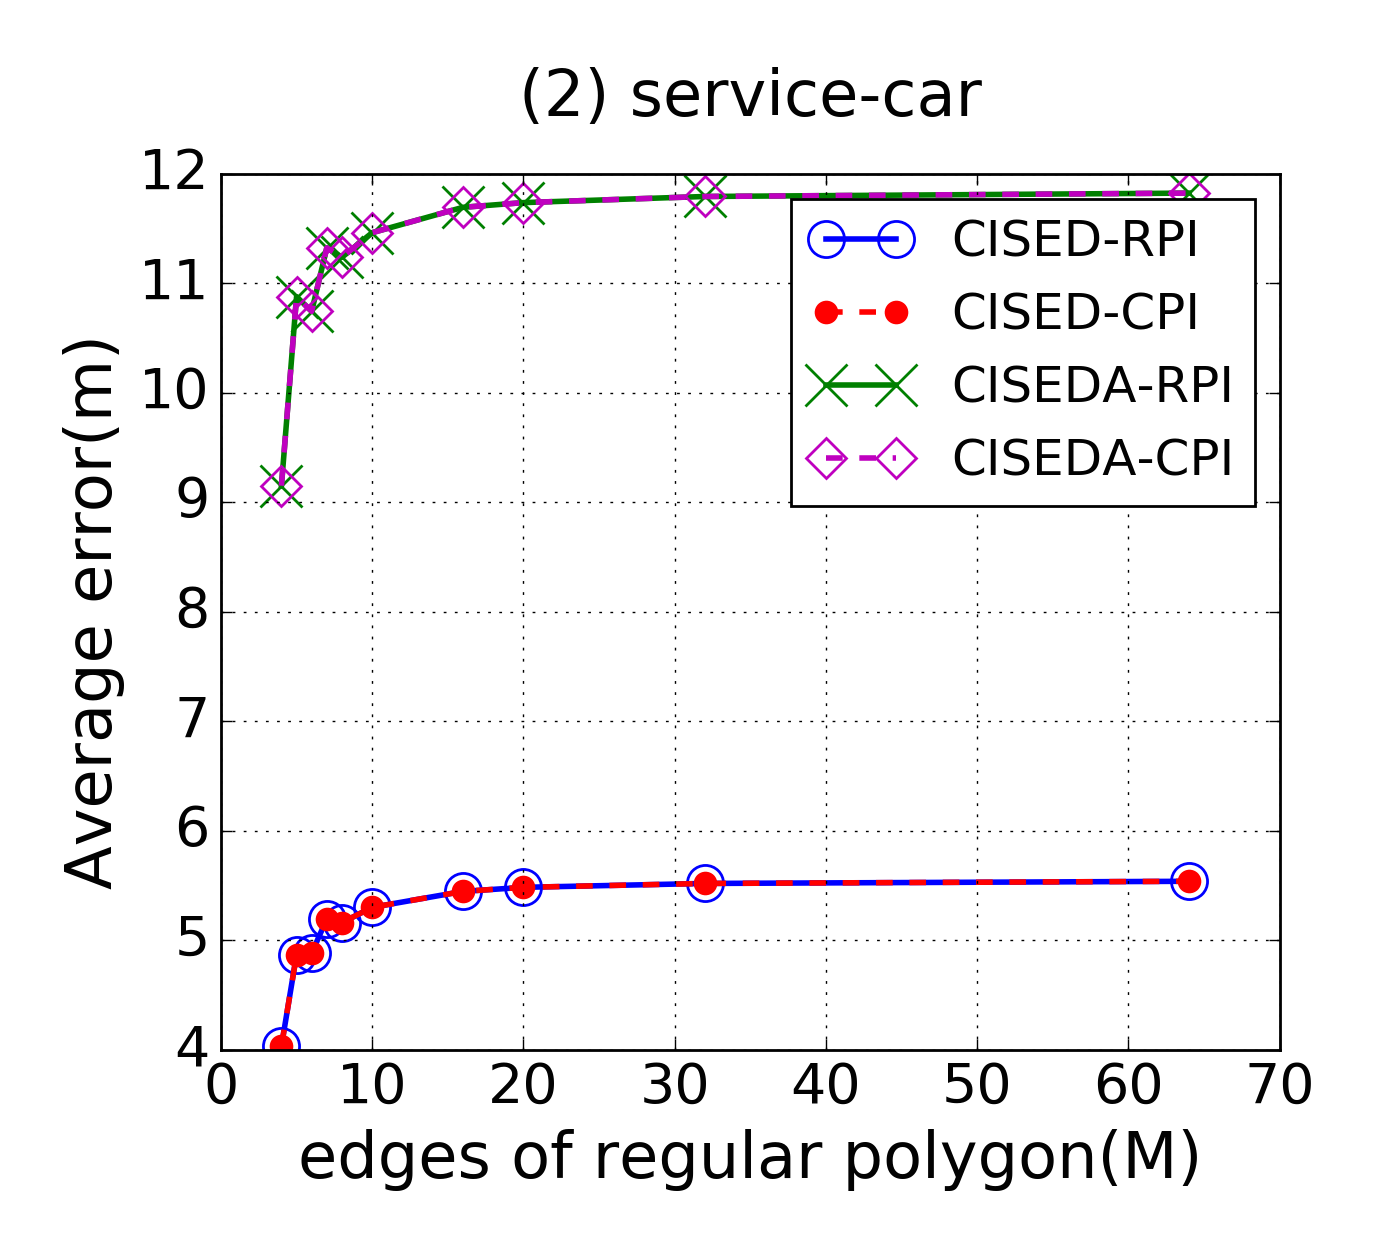 (2) service-car
12
11
10
9
8
7
6
5
4
Average error(m)
CISED-RPI
CISED-CPI
CISEDA-RPI
CISEDA-CPI
0 10 20 30 40 50 60 70
edges of regular polygon(M)